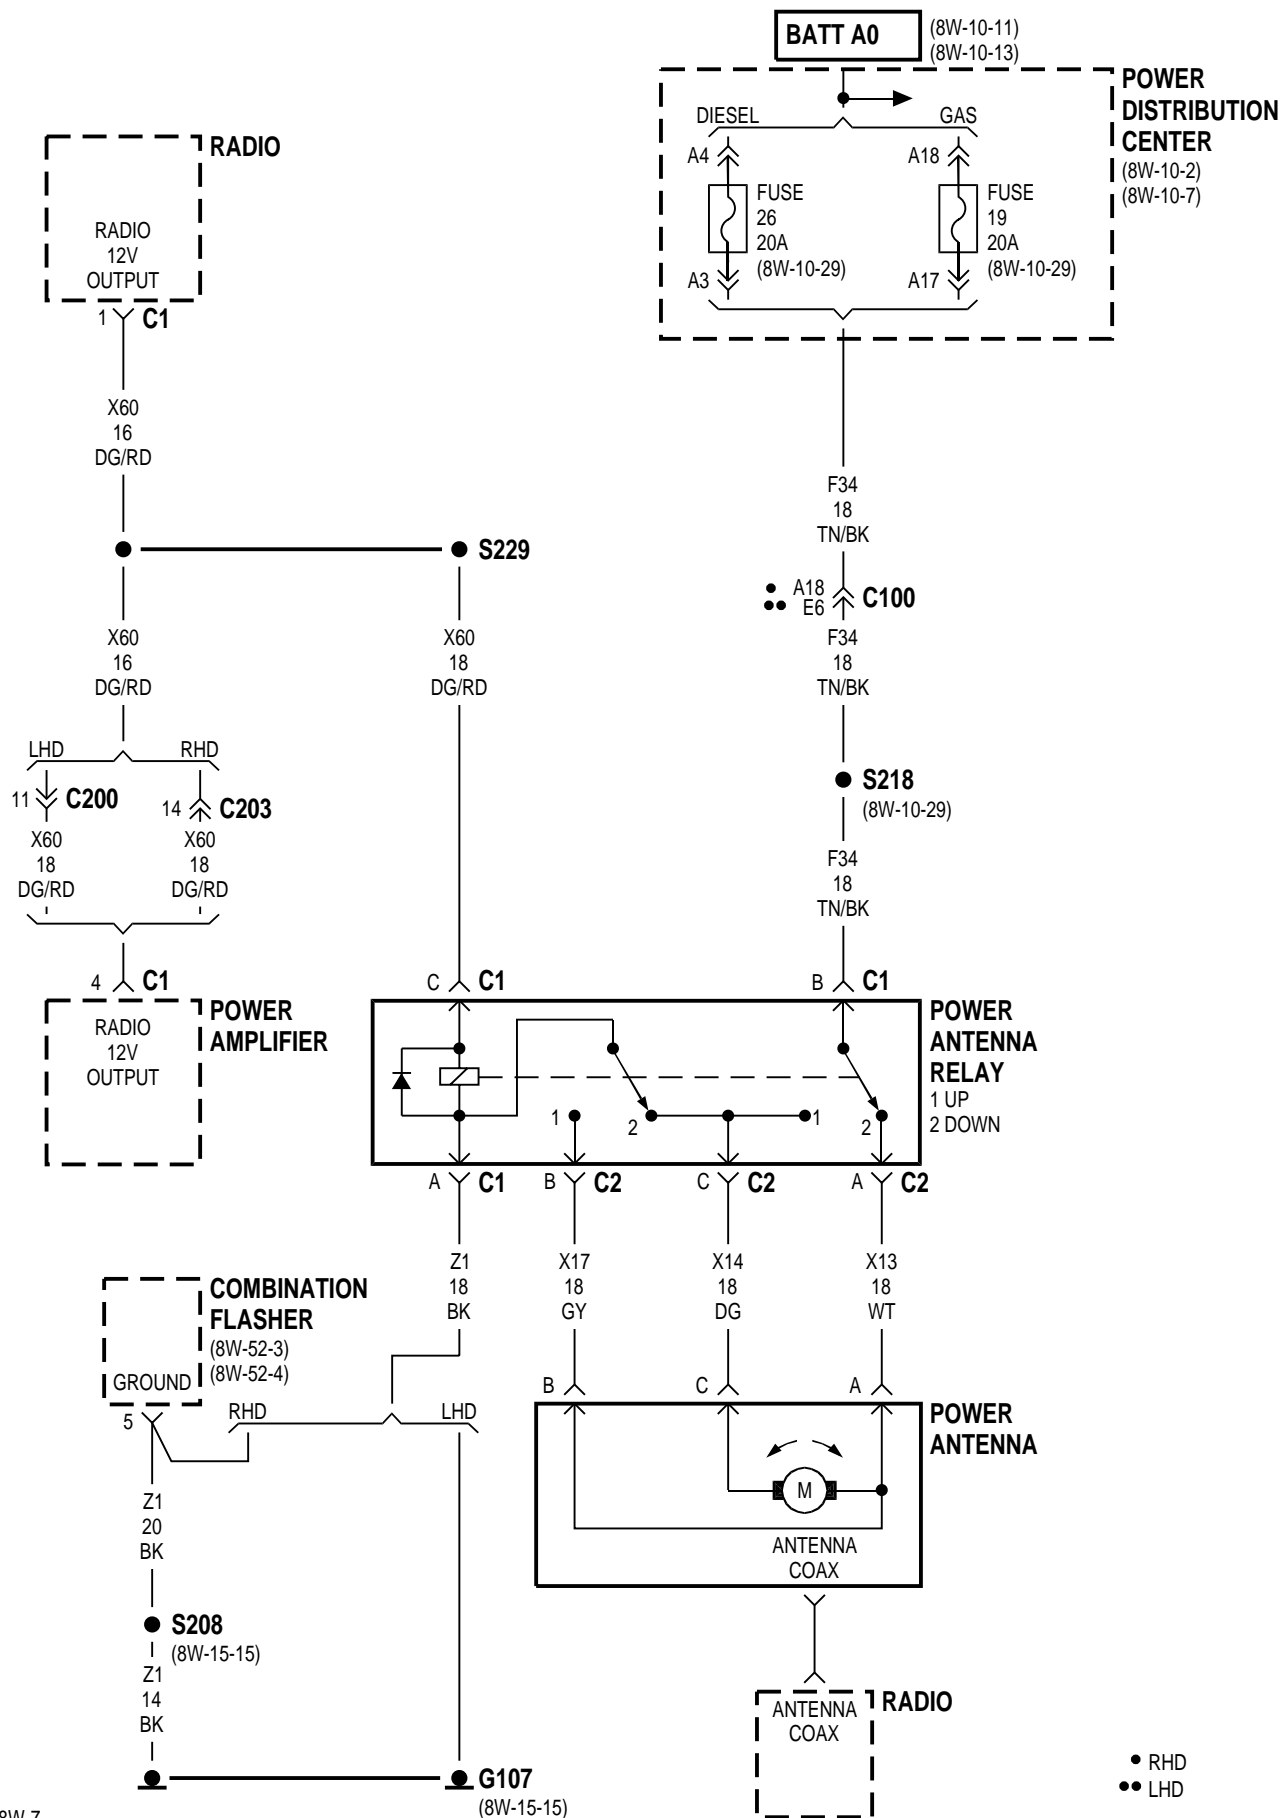 BATT A0
(8W-10-11)
(8W-10-13)
POWER
DISTRIBUTION
CENTER
(8W-10-2)
(8W-10-7)
DIESEL
GAS
A4
A18
FUSE
26
20A
(8W-10-29)
FUSE
19
20A
(8W-10-29)
A3
A17
RADIO
RADIO
12V
OUTPUT
1
C1
X60
16
DG/RD
F34
18
TN/BK
S229
A18
E6
C100
X60
16
DG/RD
X60
18
DG/RD
F34
18
TN/BK
LHD
RHD
11
C200
14
C203
S218
(8W-10-29)
X60
18
DG/RD
X60
18
DG/RD
F34
18
TN/BK
4
C1
C
C1
B
C1
POWER
AMPLIFIER
RADIO
12V
OUTPUT
POWER
ANTENNA
RELAY
1 UP
2 DOWN
1
2
1
2
A
C1
B
C2
C
C2
A
C2
Z1
18
BK
X17
18
GY
X14
18
DG
X13
18
WT
COMBINATION
FLASHER
(8W-52-3)
(8W-52-4)
GROUND
5
RHD
LHD
B
C
A
POWER
ANTENNA
M
ANTENNA
COAX
Z1
20
BK
S208
(8W-15-15)
Z1
14
BK
G107
(8W-15-15)
RADIO
ANTENNA
COAX
RHD
LHD